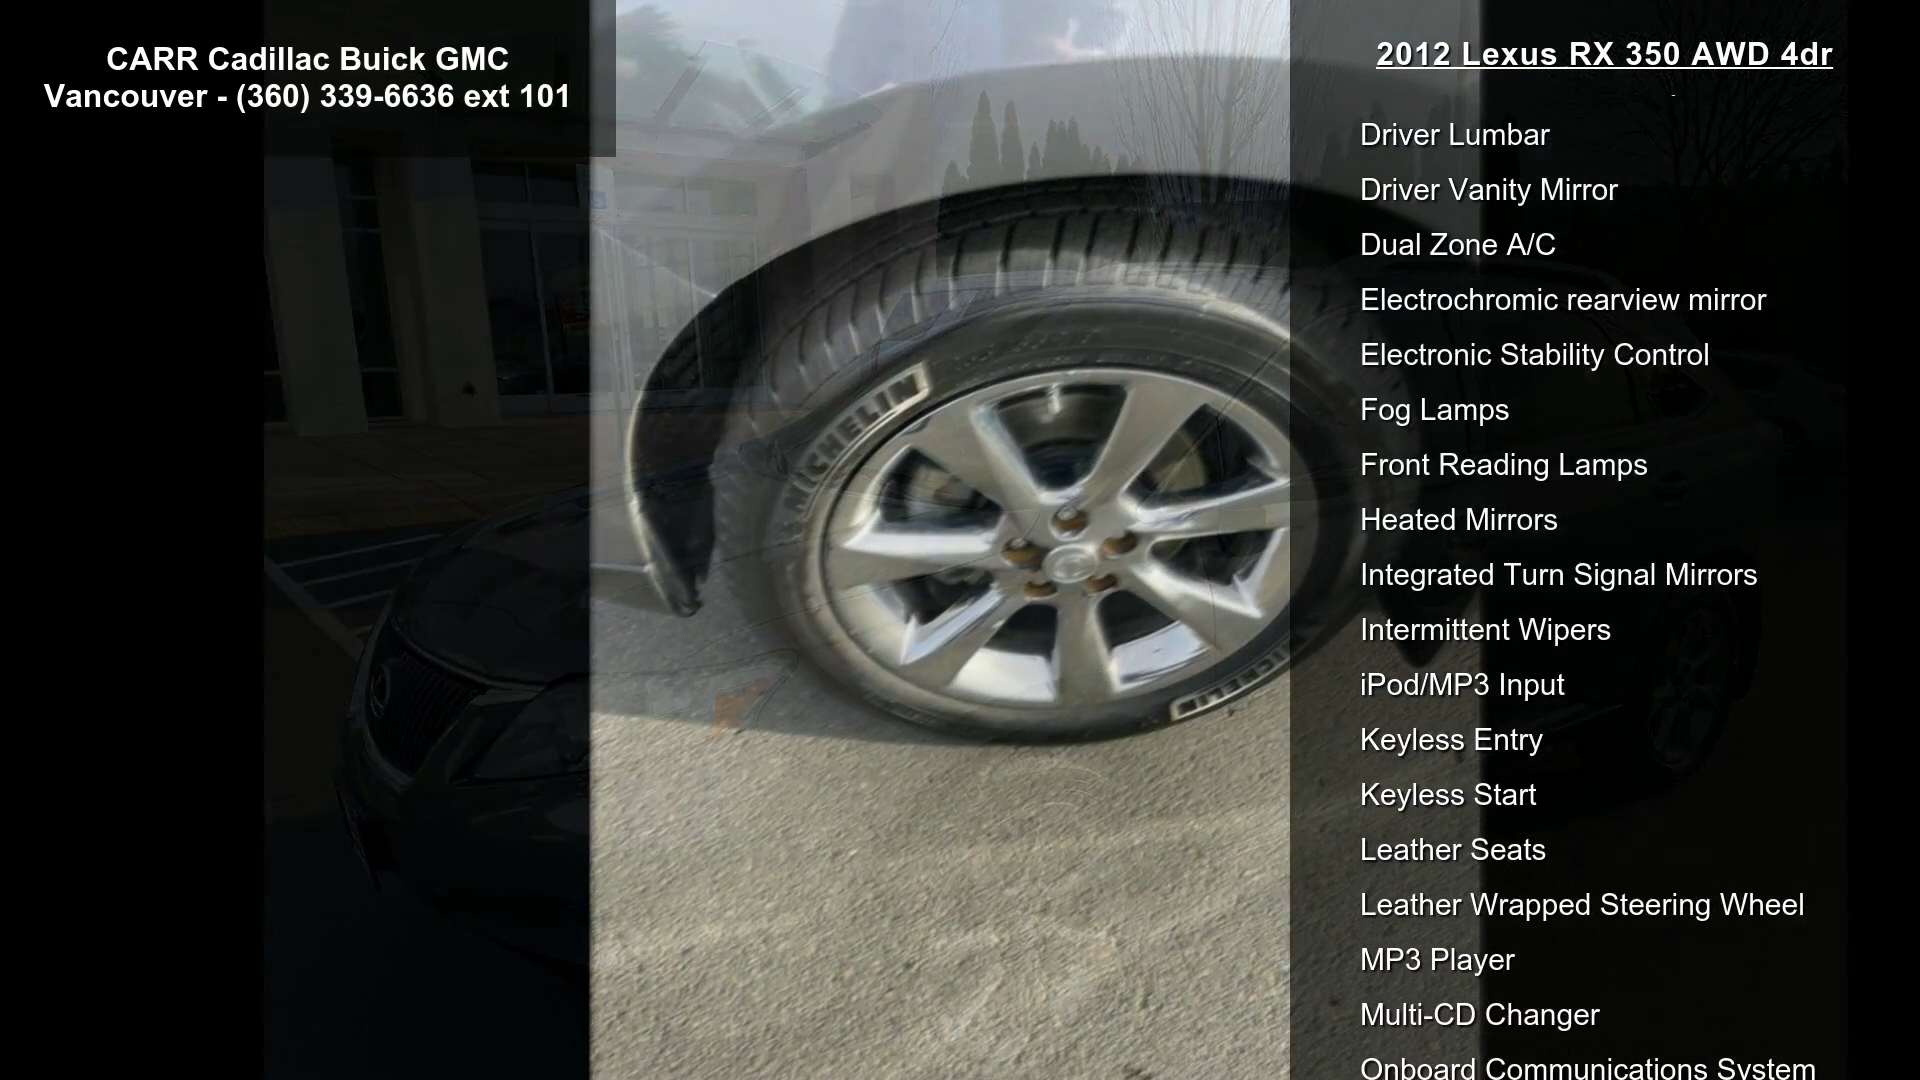 CARR Cadillac Buick GMC
Vancouver - (360) 339-6636 ext 101
2012 Lexus RX 350 AWD 4dr
-
Driver Lumbar
Driver Vanity Mirror
Dual Zone A/C
Electrochromic rearview mirror
Electronic Stability Control
Fog Lamps
Front Reading Lamps
Heated Mirrors
Integrated Turn Signal Mirrors
Intermittent Wipers
iPod/MP3 Input
Keyless Entry
Keyless Start
Leather Seats
Leather Wrapped Steering Wheel
MP3 Player
Multi-CD Changer
Onboard Communications System
MICHELIN
MICHELIN